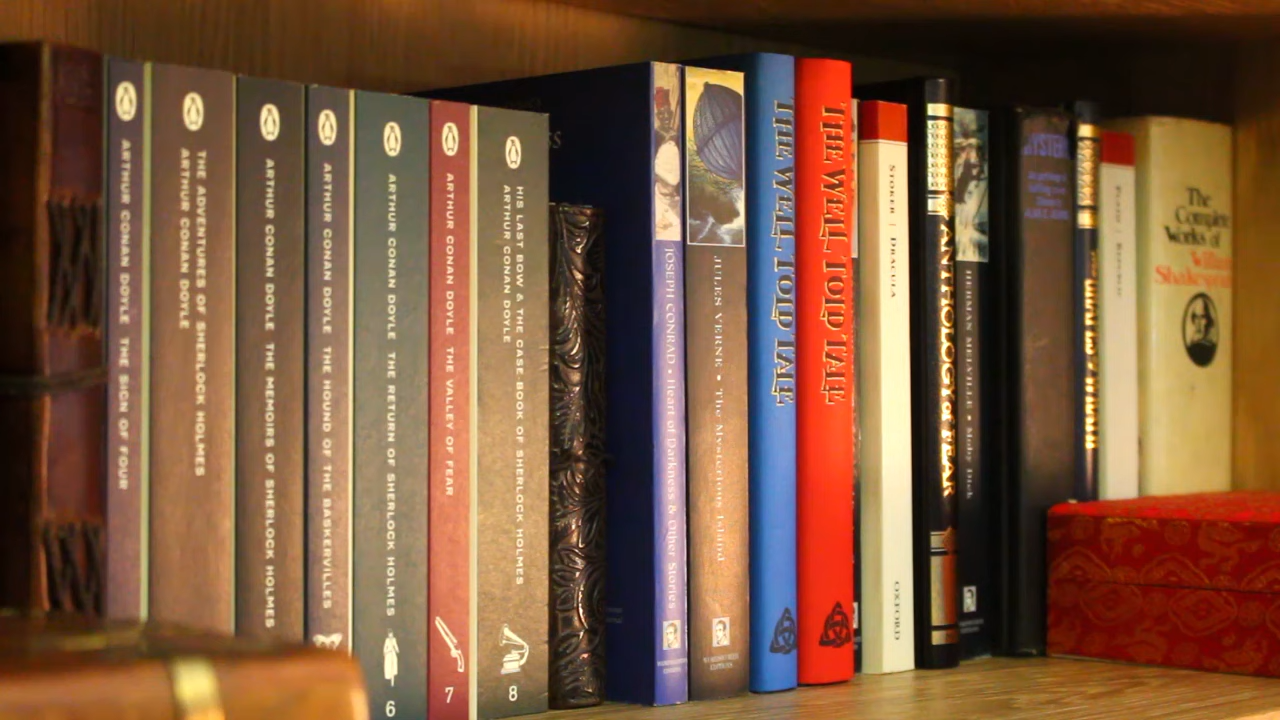 ARTHUR CONAN DOYLE THE SIGN OF FOUR
THE ADVENTURES OF SHERLOCK HOLMES
ARTHUR CONAN DOYLE
ARTHUR CONAN DOYLE THE MEMOIRS OF SHERLOCK HOLMES
ARTHUR CONAN DOYLE THE HOUND OF THE BASKERVILLES
ARTHUR CONAN DOYLE THE RETURN OF SHERLOCK HOLMES
6
ARTHUR CONAN DOYLE THE VALLEY OF FEAR
7
HIS LAST BOW & THE CASE-BOOK OF SHERLOCK HOLMES
ARTHUR CONAN DOYLE
8
JOSEPH CONRAD • Heart of Darkness & Other Stories
JULES VERNE • The Mysterious Island
THE WELL TOLD TALE
THE WELL TOLD TALE
STOKER | DRACULA
OXFORD
ANTHOLOGY OF FEAR
HERMAN MELVILLE • Moby Dick
The
Complete
Works of
William
Shakespeare